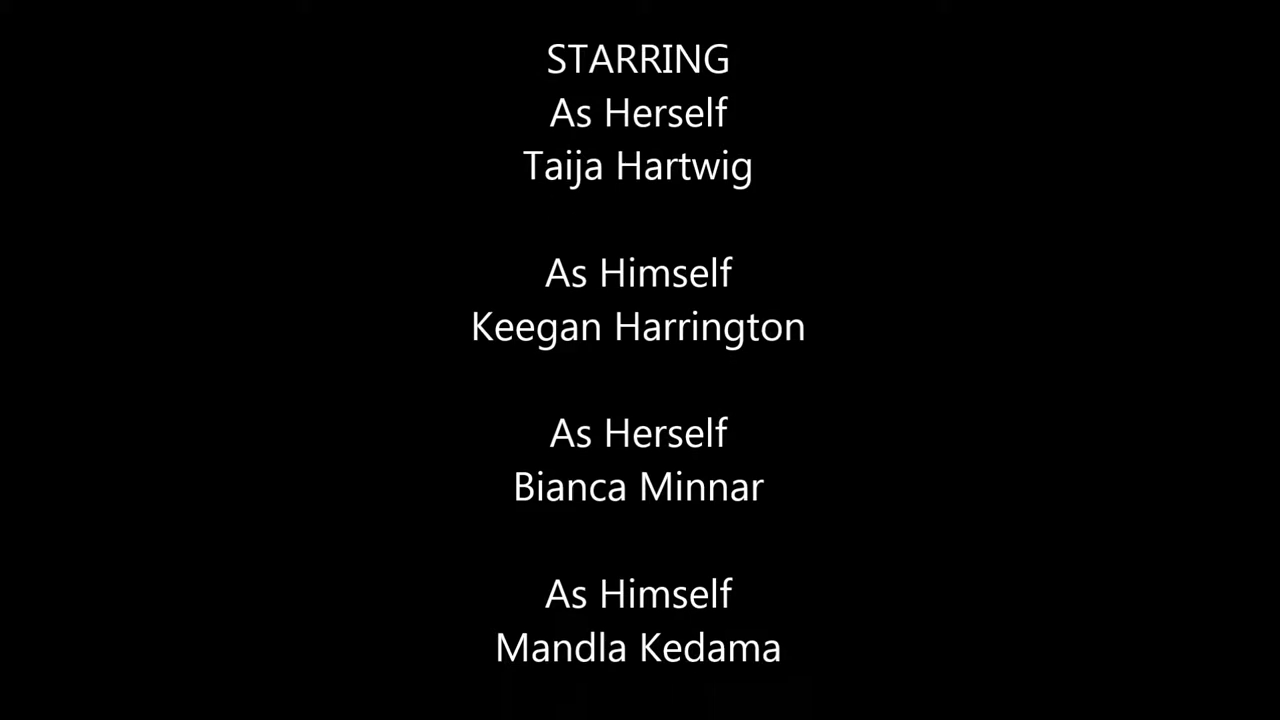 STARRING
As Herself
Taija Hartwig
As Himself
Keegan Harrington
As Herself
Bianca Minnar
As Himself
Mandla Kedama